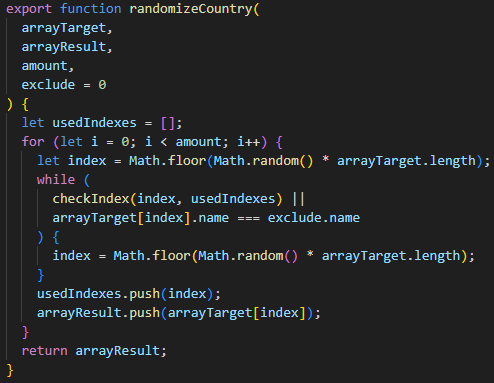 export function randomizeCountry(
  arrayTarget,
  arrayResult,
  amount,
  exclude = 0
) {
  let usedIndexes = [];
  for (let i = 0; i < amount; i++) {
    let index = Math.floor(Math.random() * arrayTarget.length);
    while (
      checkIndex(index, usedIndexes) ||
      arrayTarget[index].name === exclude.name
    ) {
      index = Math.floor(Math.random() * arrayTarget.length);
    }
    usedIndexes.push(index);
    arrayResult.push(arrayTarget[index]);
  }
  return arrayResult;
}